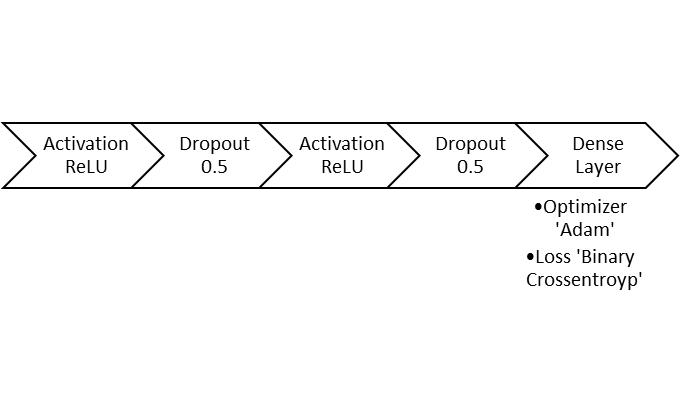 Activation
ReLU
Dropout
0.5
Activation
ReLU
Dropout
0.5
Dense
Layer
•Optimizer
'Adam'
•Loss 'Binary
Crossentroyp'